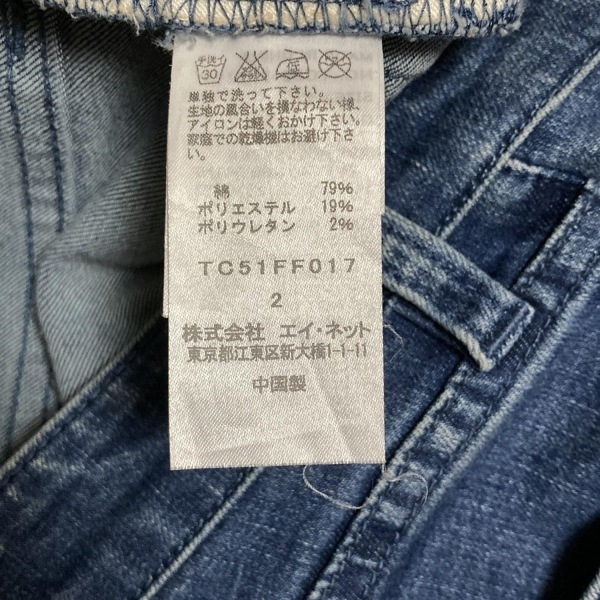 手洗イ
30
単独で洗って下さい。
生地の風合いを損なわない様、
アイロンは軽くおかけ下さい。
家庭での乾燥機はお避け下さい。
綿 79%
ポリエステル 19%
ポリウレタン 2%
TC51FF017
2
株式会社 エイ・ネット
東京都江東区新大橋1-1-11
中国製